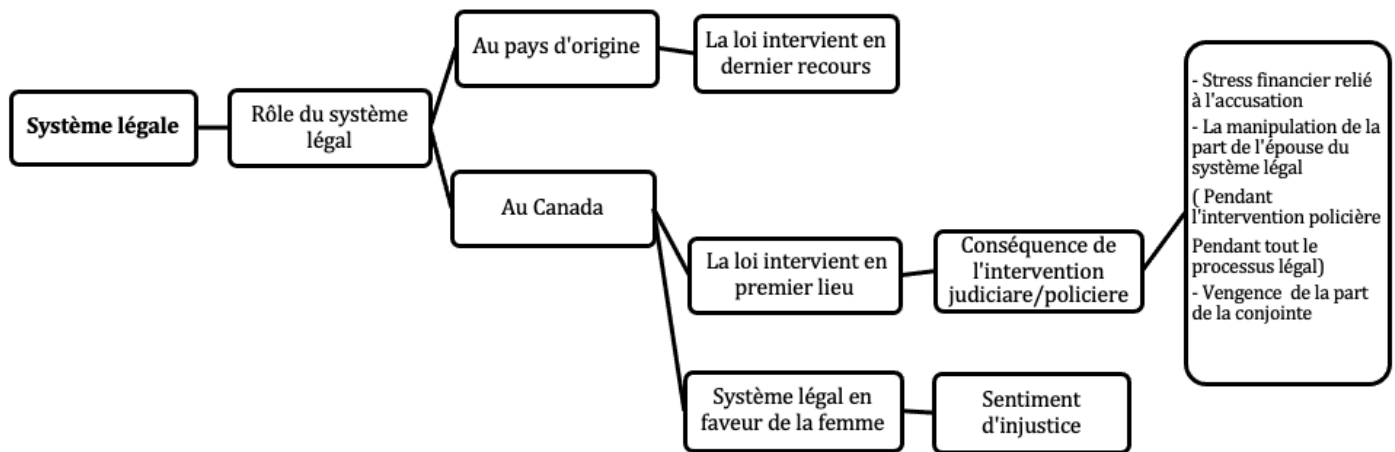 Système légale
Rôle du système
légal
Au pays d'origine
La loi intervient en
dernier recours
Au Canada
La loi intervient en
premier lieu
Conséquence de
l'intervention
judiciare/policiere
- Stress financier relié
à l'accusation
- La manipulation de la
part de l'épouse du
système légal
( Pendant
l'intervention policière
Pendant tout le
processus légal)
- Vengence de la part
de la conjointe
Système légal en
faveur de la femme
Sentiment
d'injustice